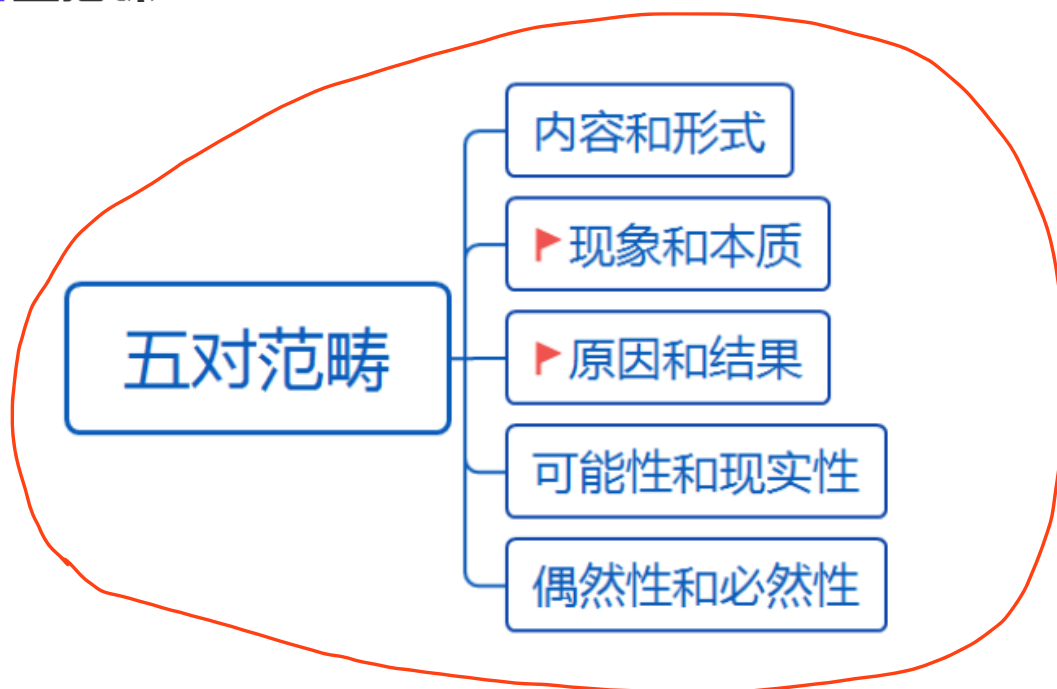 五对范畴
内容和形式
现象和本质
原因和结果
可能性和现实性
偶然性和必然性